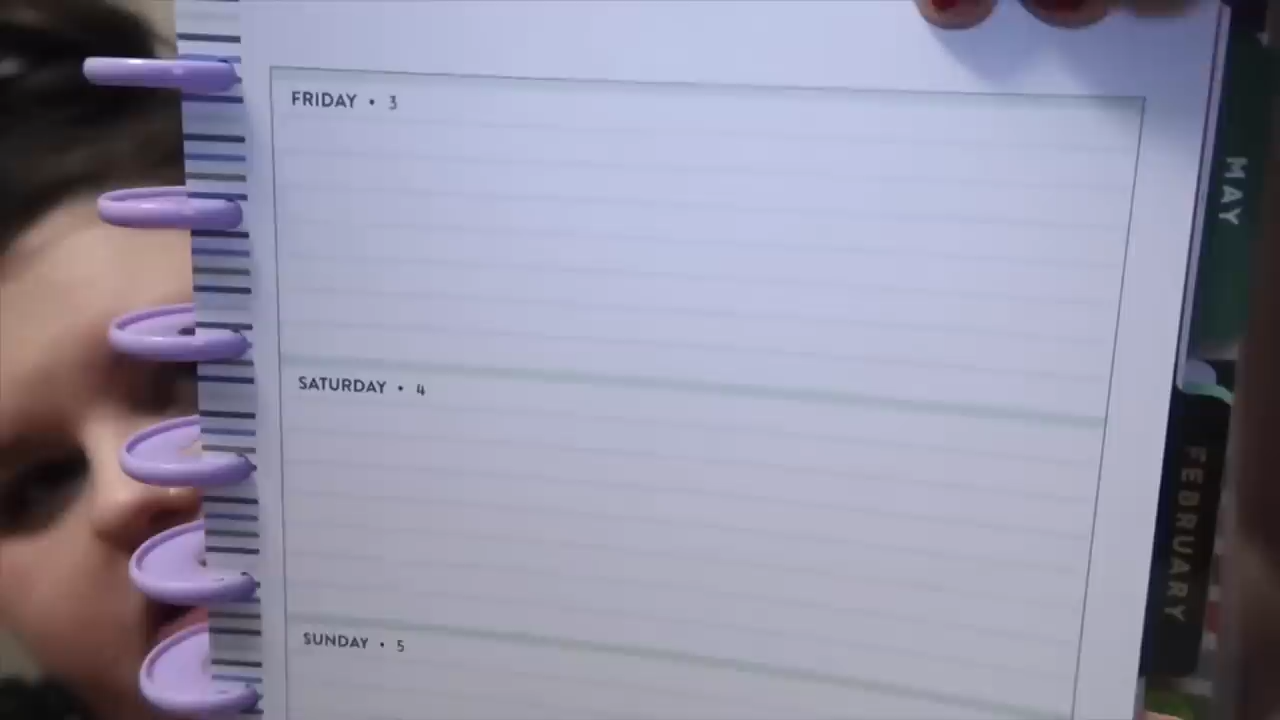 FRIDAY • 3
MAY
SATURDAY • 4
FEBRUARY
SUNDAY • 5